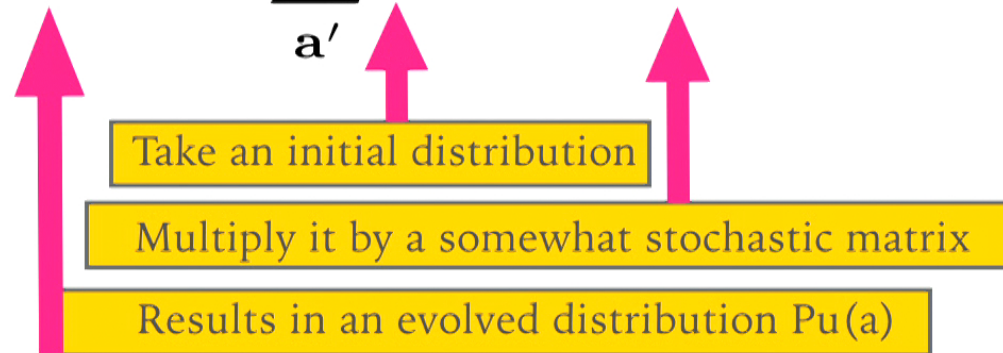 a′
Take an initial distribution
Multiply it by a somewhat stochastic matrix
Results in an evolved distribution Pu(a)